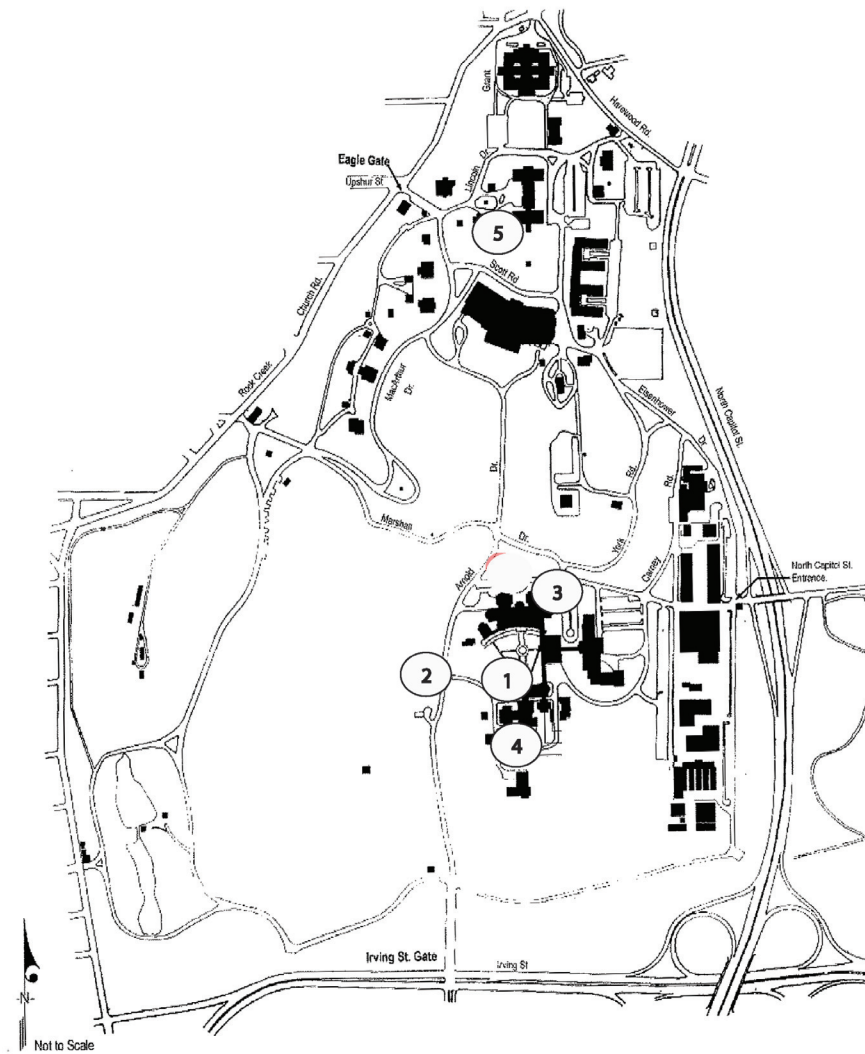 Grant
Harewood Rd.
Eagle Gate
Upshur St.
Lincoln
Dr.
5
Scott Rd
Church Rd.
Rock Creek
MacArthur
Dr.
Eisenhower
Dr.
North Capitol St.
Dr.
Rd.
Rd.
Marshall
Dr.
York
Arnold
North Capitol St.
Entrance.
3
2
1
4
Irving St. Gate
Irving St
-N-
Not to Scale